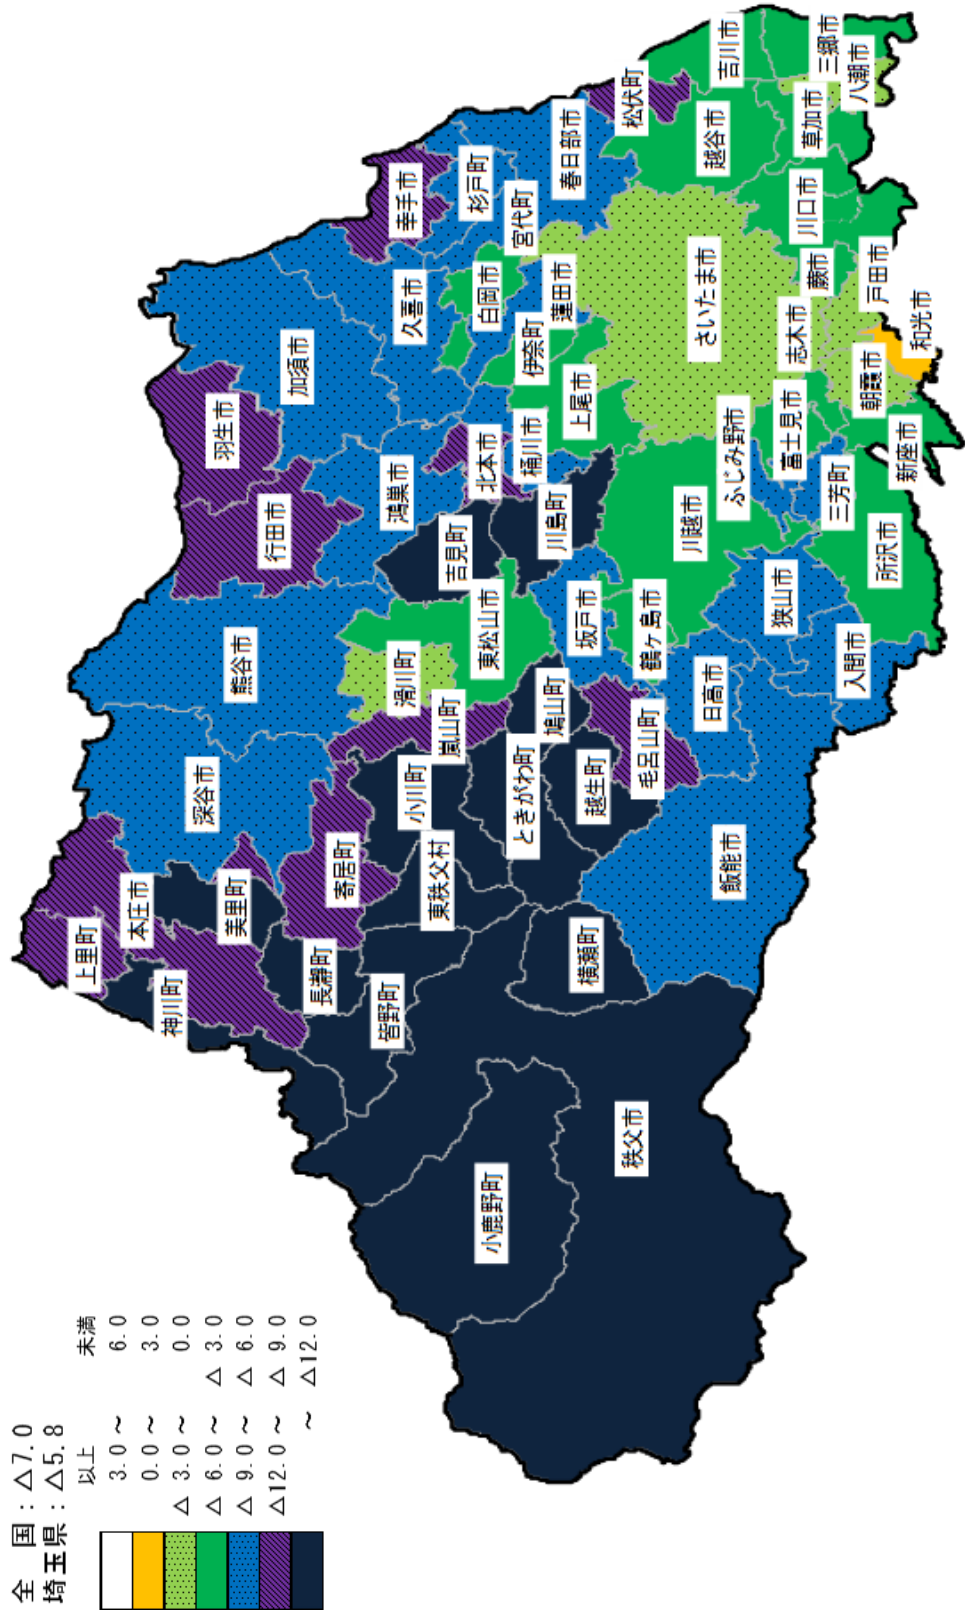 全　国：△7.0
埼玉県：△5.8
以上　未満
3.0～　6.0
0.0～　3.0
△ 3.0～　0.0
△ 6.0～　△ 3.0
△ 9.0～　△ 6.0
△12.0～　△ 9.0
～　△12.0
上里町
本庄市
神川町
深谷市
羽生市
美里町
熊谷市
行田市
加須市
長瀞町
寄居町
皆野町
鴻巣市
滑川町
幸手市
久喜市
小川町
東秩父村
嵐山町
吉見町
杉戸町
北本市
白岡市
東松山市
小鹿野町
ときがわ町
宮代町
桶川市
伊奈町
鳩山町
川島町
蓮田市
春日部市
上尾市
横瀬町
坂戸市
越生町
秩父市
松伏町
毛呂山町
鶴ヶ島市
川越市
さいたま市
日高市
越谷市
飯能市
吉川市
ふじみ野市
狭山市
富士見市
志木市
川口市
草加市
蕨市
三郷市
三芳町
入間市
八潮市
朝霞市
戸田市
所沢市
新座市
和光市